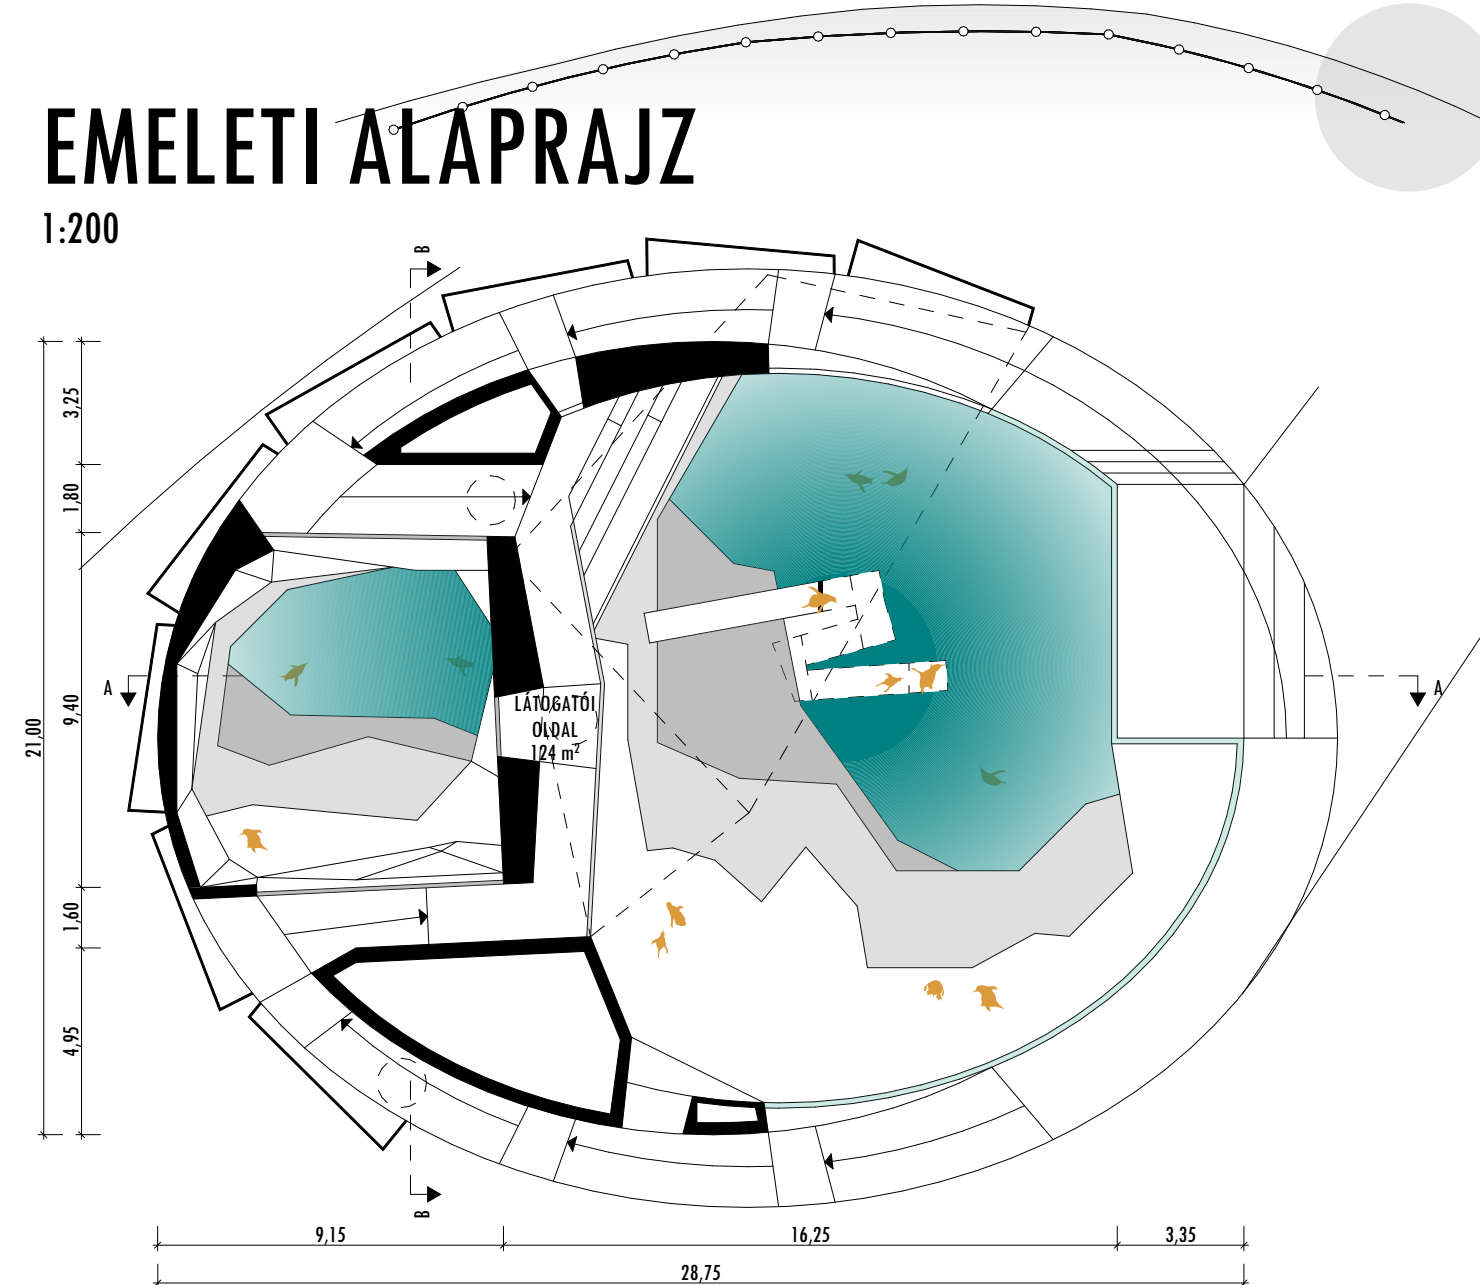 EMELETI ALAPRAJZ
1:200
B
3,25
1,80
A
9,40
21,00
LÁTOGATÓI
OLDAL
124 m²
A
1,60
4,95
B
9,15
16,25
3,35
28,75